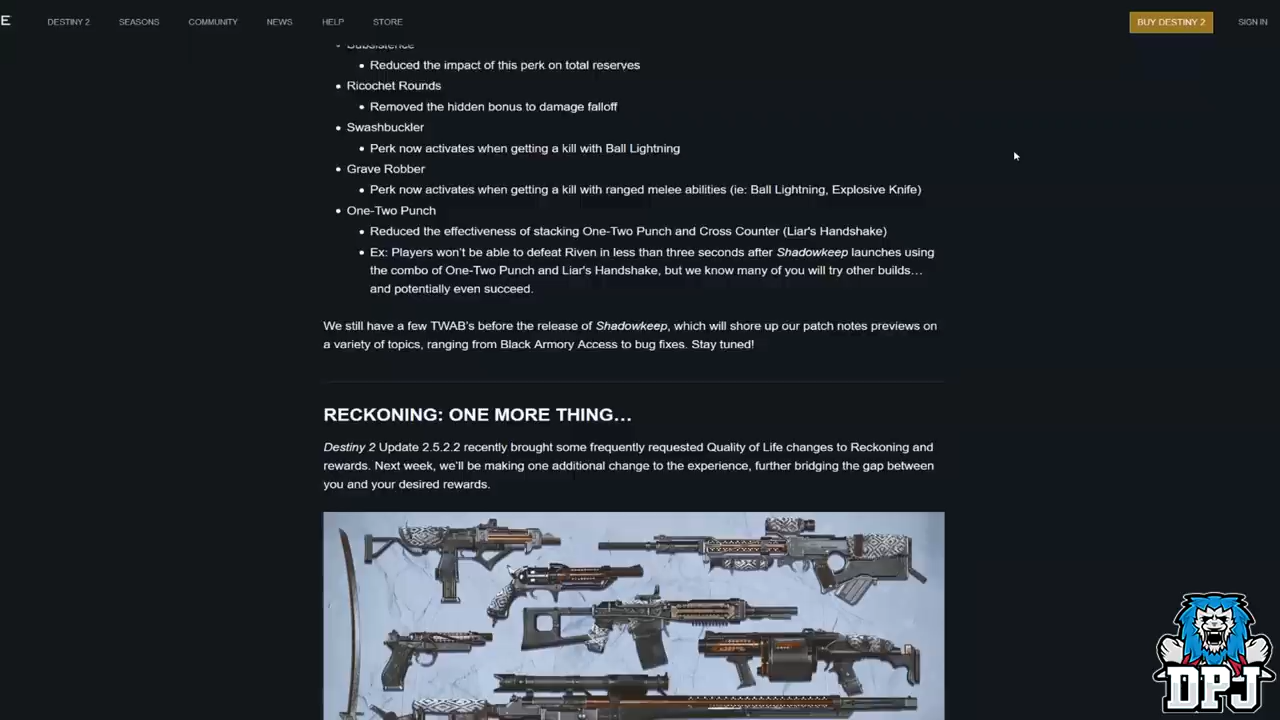 E DESTINY 2 SEASONS COMMUNITY NEWS HELP STORE BUY DESTINY 2 SIGN IN
• Subsistence
• Reduced the impact of this perk on total reserves
• Ricochet Rounds
• Removed the hidden bonus to damage falloff
• Swashbuckler
• Perk now activates when getting a kill with Ball Lightning
• Grave Robber
• Perk now activates when getting a kill with ranged melee abilities (ie: Ball Lightning, Explosive Knife)
• One-Two Punch
• Reduced the effectiveness of stacking One-Two Punch and Cross Counter (Liar's Handshake)
• Ex: Players won't be able to defeat Riven in less than three seconds after Shadowkeep launches using
the combo of One-Two Punch and Liar's Handshake, but we know many of you will try other builds…
and potentially even succeed.
We still have a few TWAB's before the release of Shadowkeep, which will shore up our patch notes previews on
a variety of topics, ranging from Black Armory Access to bug fixes. Stay tuned!
RECKONING: ONE MORE THING…
Destiny 2 Update 2.5.2.2 recently brought some frequently requested Quality of Life changes to Reckoning and
rewards. Next week, we'll be making one additional change to the experience, further bridging the gap between
you and your desired rewards.
DPJ